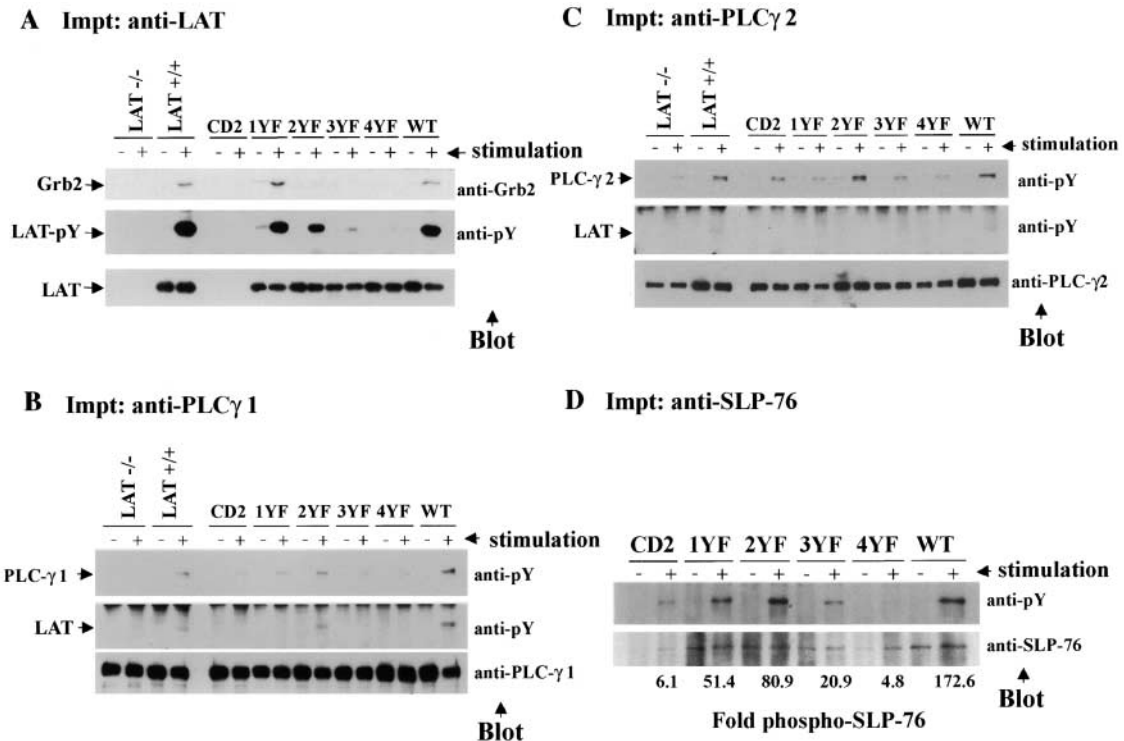 A Impt: anti-LAT
LAT -/-
LAT +/+
CD2 1YF 2YF 3YF 4YF WT
- + - + - + - + - + - + - + - + stimulation
Grb2 anti-Grb2
LAT-pY anti-pY
LAT
Blot
C Impt: anti-PLCγ 2
LAT -/-
LAT +/+
CD2 1YF 2YF 3YF 4YF WT
- + - + - + - + - + - + - + - + stimulation
PLC-γ 2 anti-pY
LAT anti-pY
anti-PLC-γ2
Blot
B Impt: anti-PLCγ 1
LAT -/-
LAT +/+
CD2 1YF 2YF 3YF 4YF WT
- + - + - + - + - + - + - + - + stimulation
PLC-γ 1 anti-pY
LAT anti-pY
anti-PLC-γ 1
Blot
D Impt: anti-SLP-76
CD2 1YF 2YF 3YF 4YF WT
- + - + - + - + - + - + stimulation
anti-pY
anti-SLP-76
6.1 51.4 80.9 20.9 4.8 172.6
Blot
Fold phospho-SLP-76